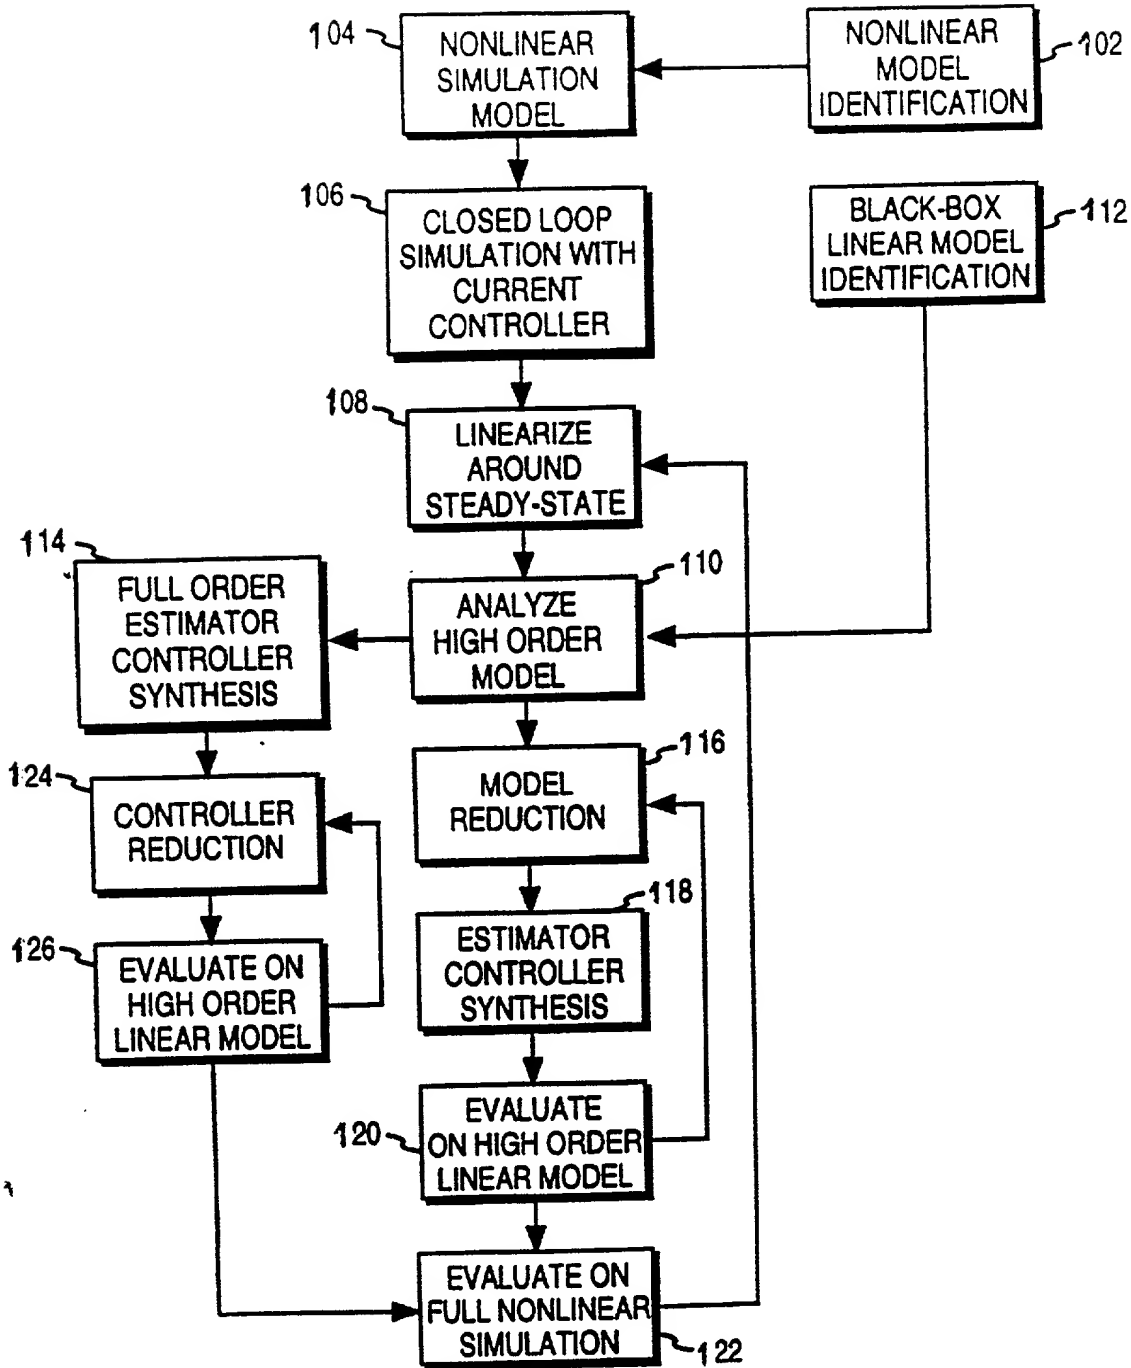 104
NONLINEAR
SIMULATION
MODEL
NONLINEAR
MODEL
IDENTIFICATION
102
106
CLOSED LOOP
SIMULATION WITH
CURRENT
CONTROLLER
BLACK-BOX
LINEAR MODEL
IDENTIFICATION
112
108
LINEARIZE
AROUND
STEADY-STATE
114
FULL ORDER
ESTIMATOR
CONTROLLER
SYNTHESIS
110
ANALYZE
HIGH ORDER
MODEL
116
MODEL
REDUCTION
124
CONTROLLER
REDUCTION
118
ESTIMATOR
CONTROLLER
SYNTHESIS
126
EVALUATE ON
HIGH ORDER
LINEAR MODEL
120
EVALUATE
ON HIGH ORDER
LINEAR MODEL
EVALUATE ON
FULL NONLINEAR
SIMULATION
122